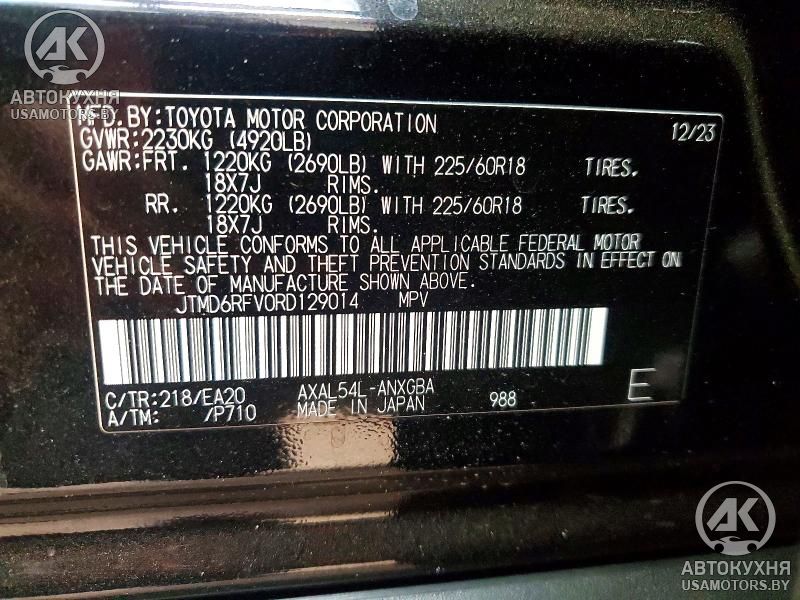 AK
АВТОКУХНЯ
USAMOTORS.BY
MFD. BY: TOYOTA MOTOR CORPORATION 12/23
GVWR: 2230KG (4920LB)
GAWR: FRT. 1220KG (2690LB) WITH 225/60R18 TIRES.
18X7J RIMS.
RR. 1220KG (2690LB) WITH 225/60R18 TIRES.
18X7J RIMS.
THIS VEHICLE CONFORMS TO ALL APPLICABLE FEDERAL MOTOR
VEHICLE SAFETY AND THEFT PREVENTION STANDARDS IN EFFECT ON
THE DATE OF MANUFACTURE SHOWN ABOVE.
JTMD6RFV0RD129014 MPV
C/TR: 218/EA20 AXAL54L-ANXGBA E
A/TM: /P710 MADE IN JAPAN 988
AK
АВТОКУХНЯ
USAMOTORS.BY